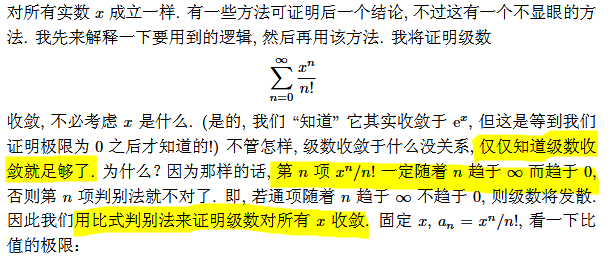 对所有实数 x 成立一样. 有一些方法可证明后一个结论, 不过这有一个不显眼的方
法. 我先来解释一下要用到的逻辑, 然后再用该方法. 我将证明级数
∑_{n=0}^{∞} x^n/n!
收敛, 不必考虑 x 是什么. (是的, 我们 “知道” 它其实收敛于 e^x, 但这是等到我们
证明极限为 0 之后才知道的!) 不管怎样, 级数收敛于什么没关系, 仅仅知道级数收
敛就足够了. 为什么? 因为那样的话, 第 n 项 x^n/n! 一定随着 n 趋于 ∞ 而趋于 0,
否则第 n 项判别法就不对了. 即, 若通项随着 n 趋于 ∞ 不趋于 0, 则级数将发散.
因此我们用比式判别法来证明级数对所有 x 收敛. 固定 x, a_n = x^n/n!, 看一下比
值的极限: